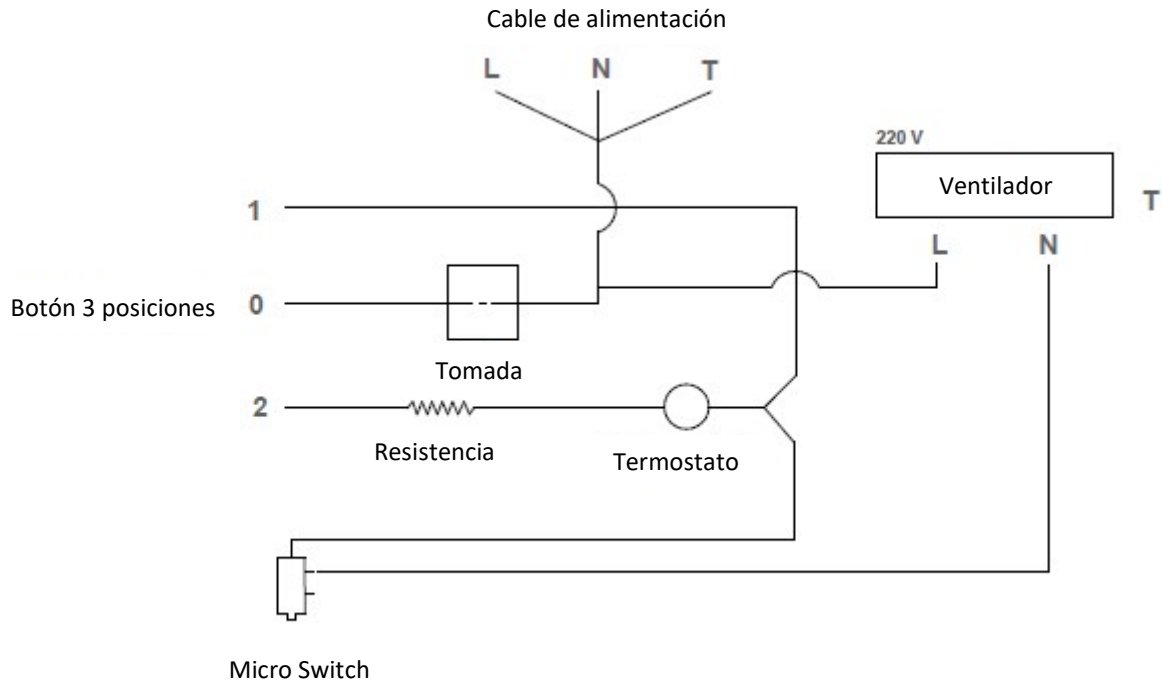 Cable de alimentación
L N T
220 V
Ventilador
T
1
L N
Botón 3 posiciones 0
Tomada
2
Resistencia
Termostato
Micro Switch